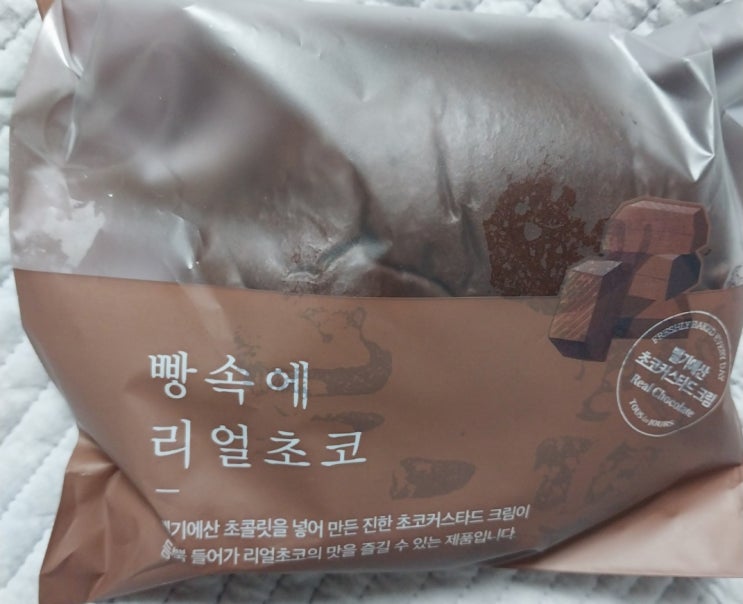 빵속에
리얼초코
벨기에산 초콜릿을 넣어 만든 진한 초코커스타드 크림이
듬뿍 들어가 리얼초코의 맛을 즐길 수 있는 제품입니다.
FRESHLY BAKED EVERY DAY
벨기에산
초코커스타드 크림
Real Chocolate
TOUS les JOURS